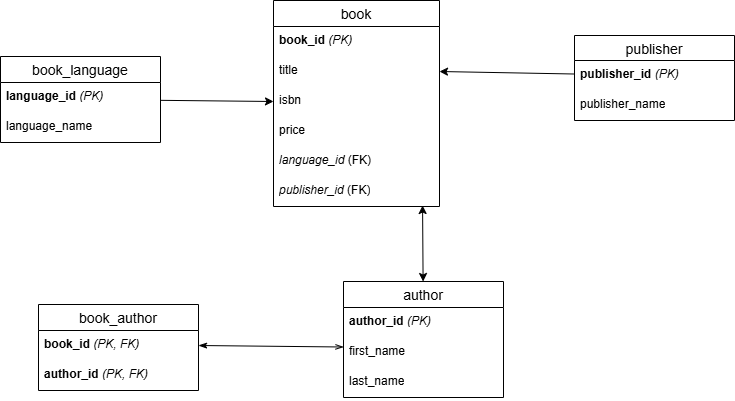 book
book_id (PK)
title
isbn
price
language_id (FK)
publisher_id (FK)
publisher
publisher_id (PK)
publisher_name
book_language
language_id (PK)
language_name
author
author_id (PK)
first_name
last_name
book_author
book_id (PK, FK)
author_id (PK, FK)